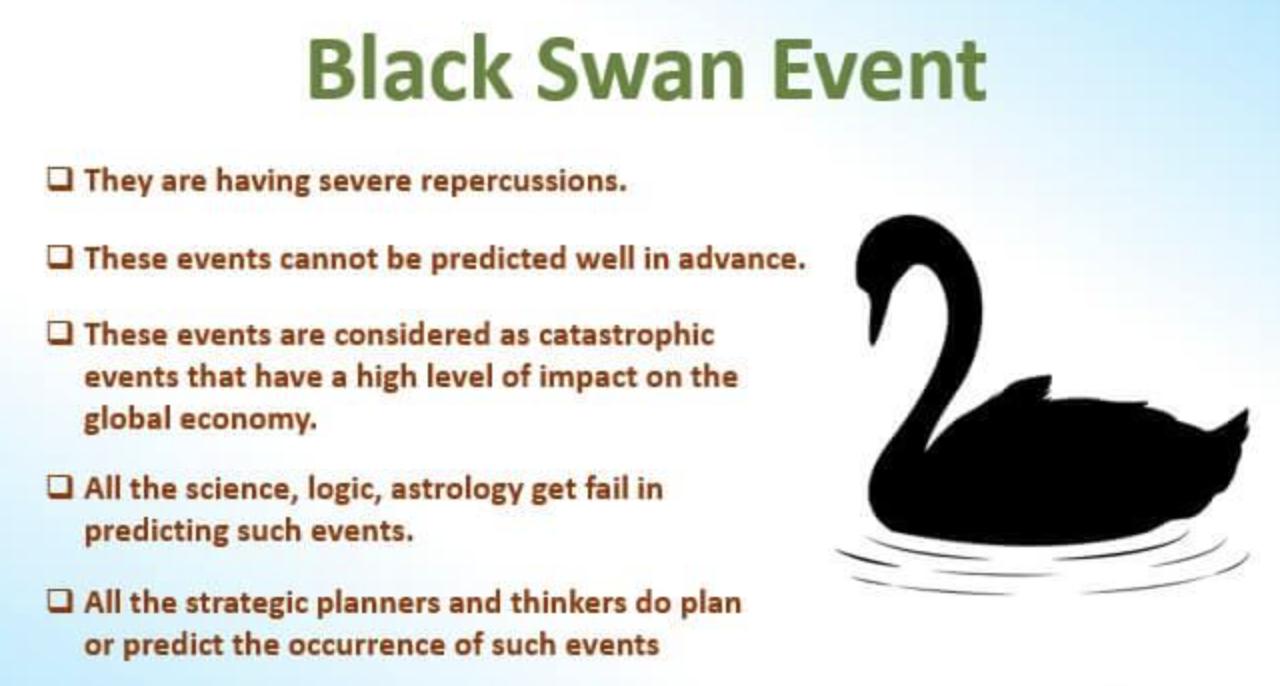 Black Swan Event
❑ They are having severe repercussions.
❑ These events cannot be predicted well in advance.
❑ These events are considered as catastrophic
events that have a high level of impact on the
global economy.
❑ All the science, logic, astrology get fail in
predicting such events.
❑ All the strategic planners and thinkers do plan
or predict the occurrence of such events